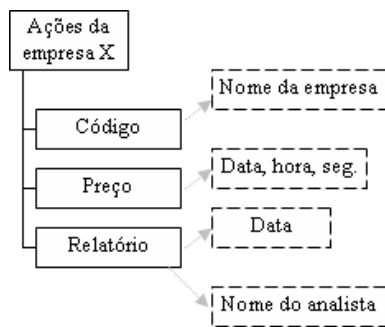 Ações da
empresa X
Nome da empresa
Código
Data, hora, seg.
Preço
Data
Relatório
Nome do analista